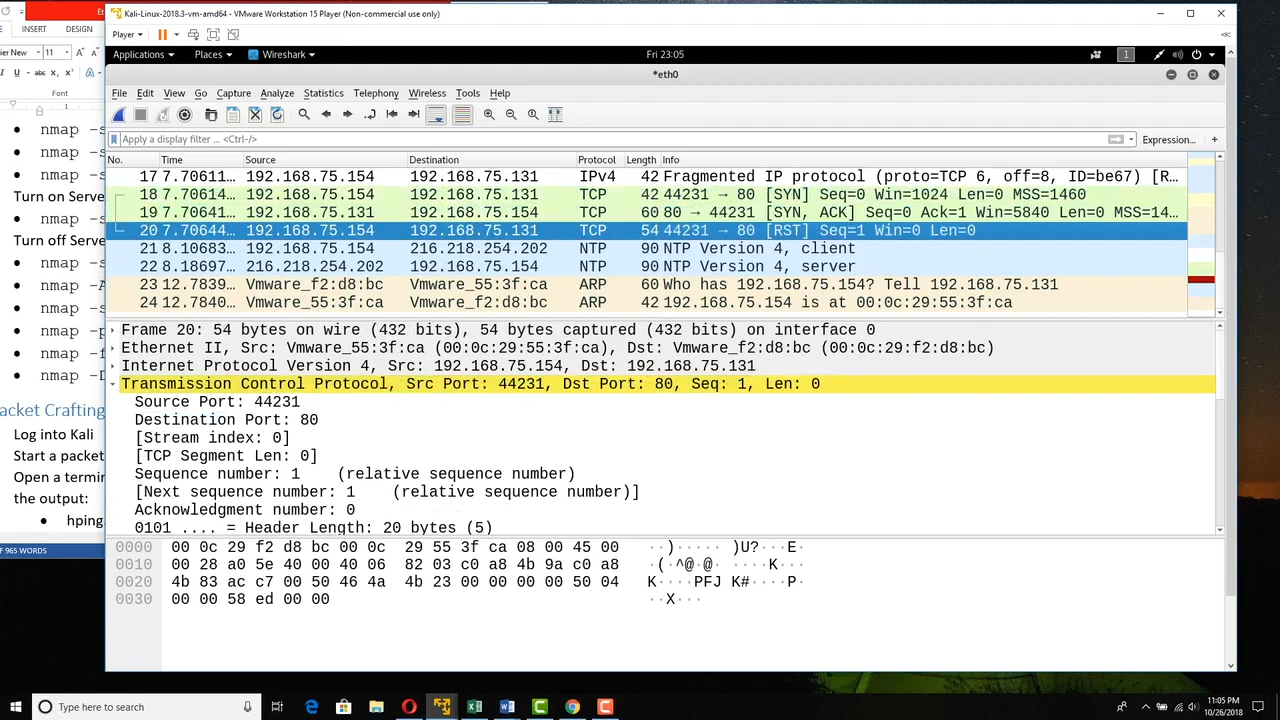 Kali-Linux-2018.3-vm-amd64 - VMware Workstation 15 Player (Non-commercial use only)
INSERT DESIGN
Player
11
Font
Applications Places Wireshark Fri 23:05 1
*eth0
File Edit View Go Capture Analyze Statistics Telephony Wireless Tools Help
Apply a display filter ... <Ctrl-/> Expression... +
No. Time Source Destination Protocol Length Info
17 7.70611… 192.168.75.154 192.168.75.131 IPv4 42 Fragmented IP protocol (proto=TCP 6, off=8, ID=be67) [R…
18 7.70614… 192.168.75.154 192.168.75.131 TCP 42 44231 → 80 [SYN] Seq=0 Win=1024 Len=0 MSS=1460
19 7.70641… 192.168.75.131 192.168.75.154 TCP 60 80 → 44231 [SYN, ACK] Seq=0 Ack=1 Win=5840 Len=0 MSS=14…
20 7.70644… 192.168.75.154 192.168.75.131 TCP 54 44231 → 80 [RST] Seq=1 Win=0 Len=0
21 8.10683… 192.168.75.154 216.218.254.202 NTP 90 NTP Version 4, client
22 8.18697… 216.218.254.202 192.168.75.154 NTP 90 NTP Version 4, server
23 12.7839… Vmware_f2:d8:bc Vmware_55:3f:ca ARP 60 Who has 192.168.75.154? Tell 192.168.75.131
24 12.7840… Vmware_55:3f:ca Vmware_f2:d8:bc ARP 42 192.168.75.154 is at 00:0c:29:55:3f:ca
Frame 20: 54 bytes on wire (432 bits), 54 bytes captured (432 bits) on interface 0
Ethernet II, Src: Vmware_55:3f:ca (00:0c:29:55:3f:ca), Dst: Vmware_f2:d8:bc (00:0c:29:f2:d8:bc)
Internet Protocol Version 4, Src: 192.168.75.154, Dst: 192.168.75.131
Transmission Control Protocol, Src Port: 44231, Dst Port: 80, Seq: 1, Len: 0
Source Port: 44231
Destination Port: 80
[Stream index: 0]
[TCP Segment Len: 0]
Sequence number: 1 (relative sequence number)
[Next sequence number: 1 (relative sequence number)]
Acknowledgment number: 0
0101 .... = Header Length: 20 bytes (5)
0000 00 0c 29 f2 d8 bc 00 0c 29 55 3f ca 08 00 45 00 ··)····· )U?···E·
0010 00 28 a0 5e 40 00 40 06 82 03 c0 a8 4b 9a c0 a8 ·(·^@·@· ····K···
0020 4b 83 ac c7 00 50 46 4a 4b 23 00 00 00 00 50 04 K····PFJ K#····P·
0030 00 00 58 ed 00 00 ··X···
• nmap -s
• nmap -s
• nmap -s
Turn on Serve
• nmap -s
Turn off Serve
• nmap -s
• nmap -A
• nmap -s
• nmap -p
• nmap -f
• nmap -D
acket Crafting
Log into Kali
Start a packet
Open a termin
the output:
• hping
F 965 WORDS
Type here to search
11:05 PM
10/26/2018